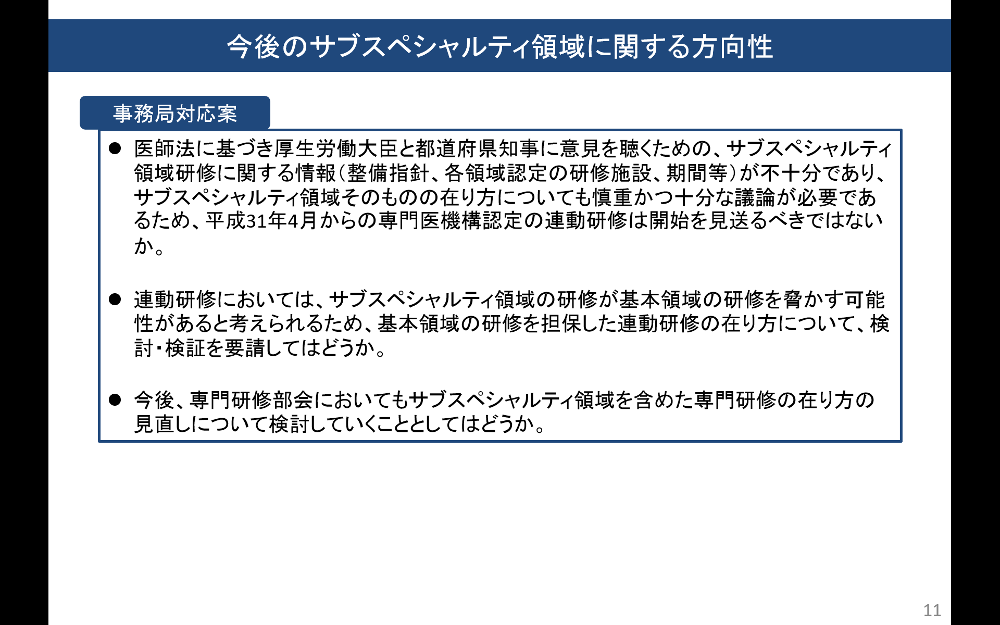 今後のサブスペシャルティ領域に関する方向性
事務局対応案
● 医師法に基づき厚生労働大臣と都道府県知事に意見を聴くための、サブスペシャルティ
領域研修に関する情報（整備指針、各領域認定の研修施設、期間等）が不十分であり、
サブスペシャルティ領域そのものの在り方についても慎重かつ十分な議論が必要であ
るため、平成31年4月からの専門医機構認定の連動研修は開始を見送るべきではない
か。
● 連動研修においては、サブスペシャルティ領域の研修が基本領域の研修を脅かす可能
性があると考えられるため、基本領域の研修を担保した連動研修の在り方について、検
討・検証を要請してはどうか。
● 今後、専門研修部会においてもサブスペシャルティ領域を含めた専門研修の在り方の
見直しについて検討していくこととしてはどうか。
11